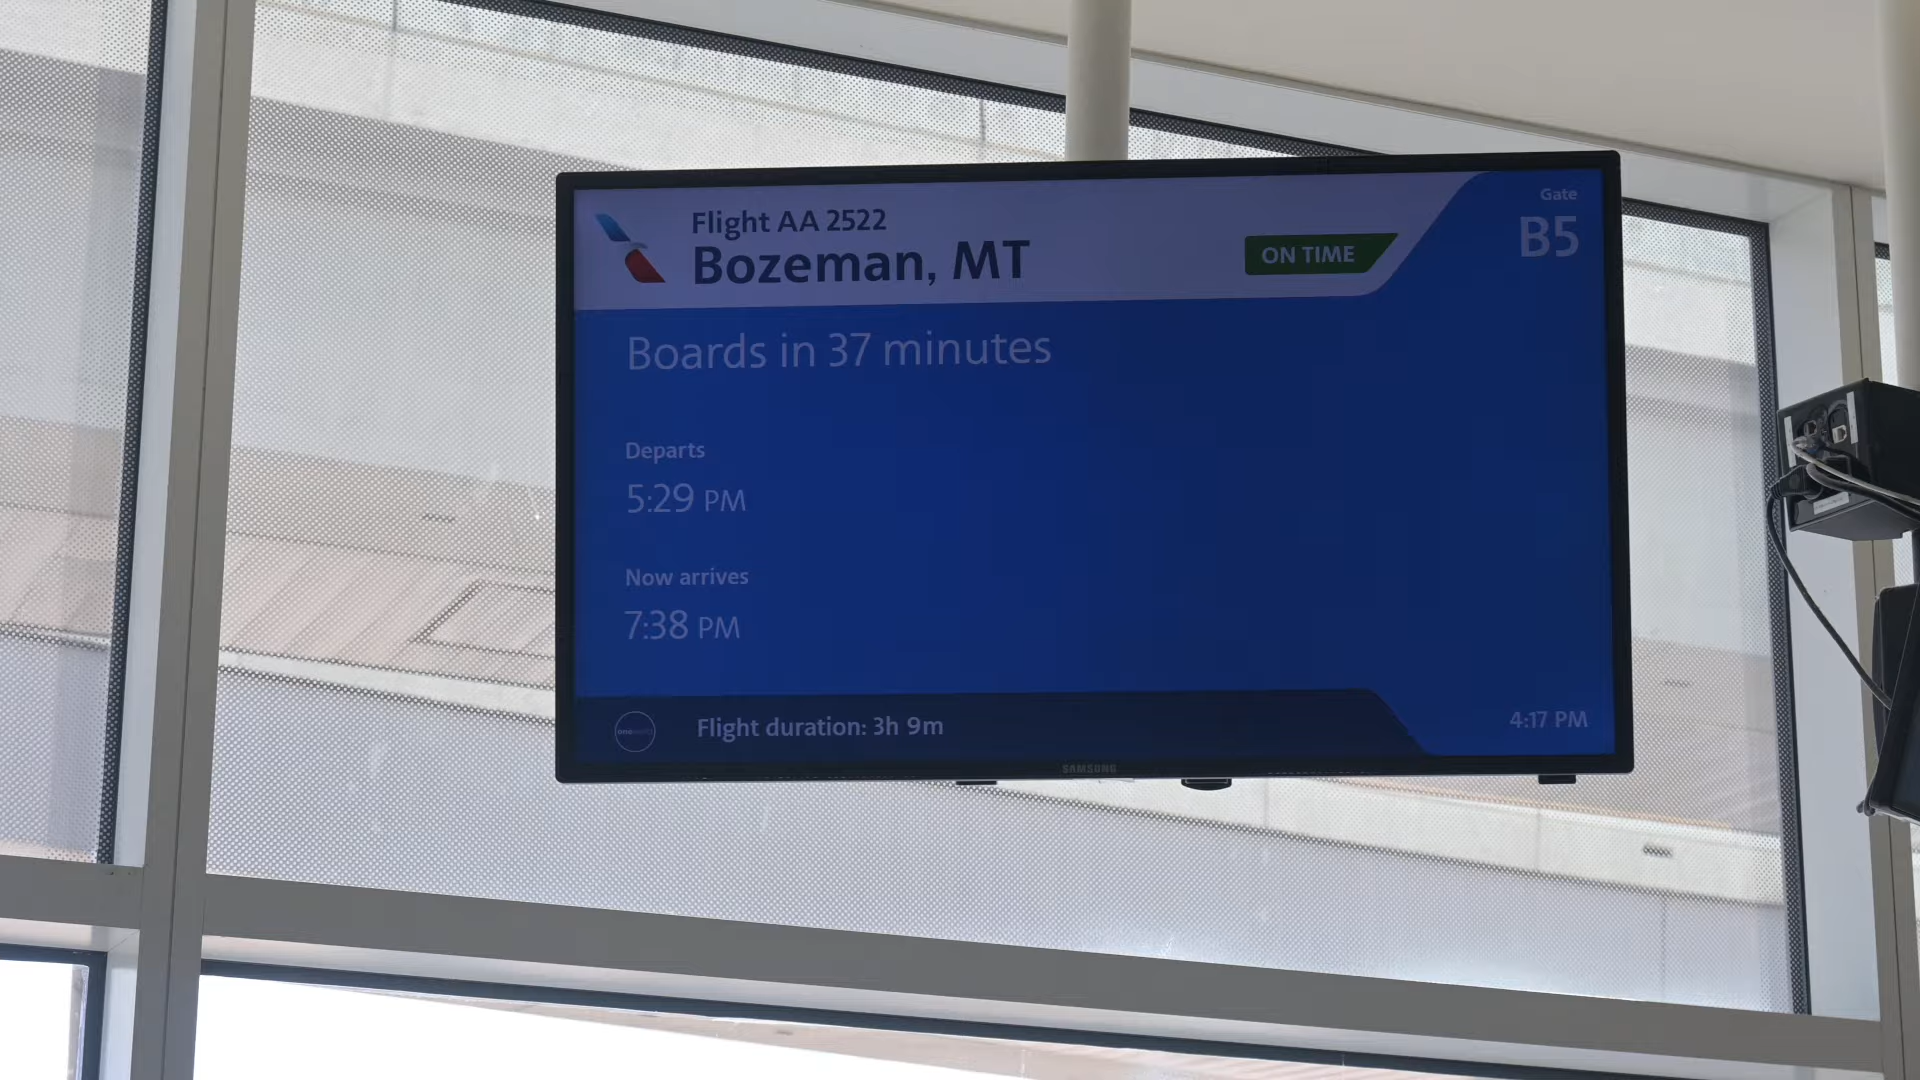 Flight AA 2522
Bozeman, MT
ON TIME
Gate
B5
Boards in 37 minutes
Departs
5:29 PM
Now arrives
7:38 PM
oneworld
Flight duration: 3h 9m
4:17 PM
SAMSUNG